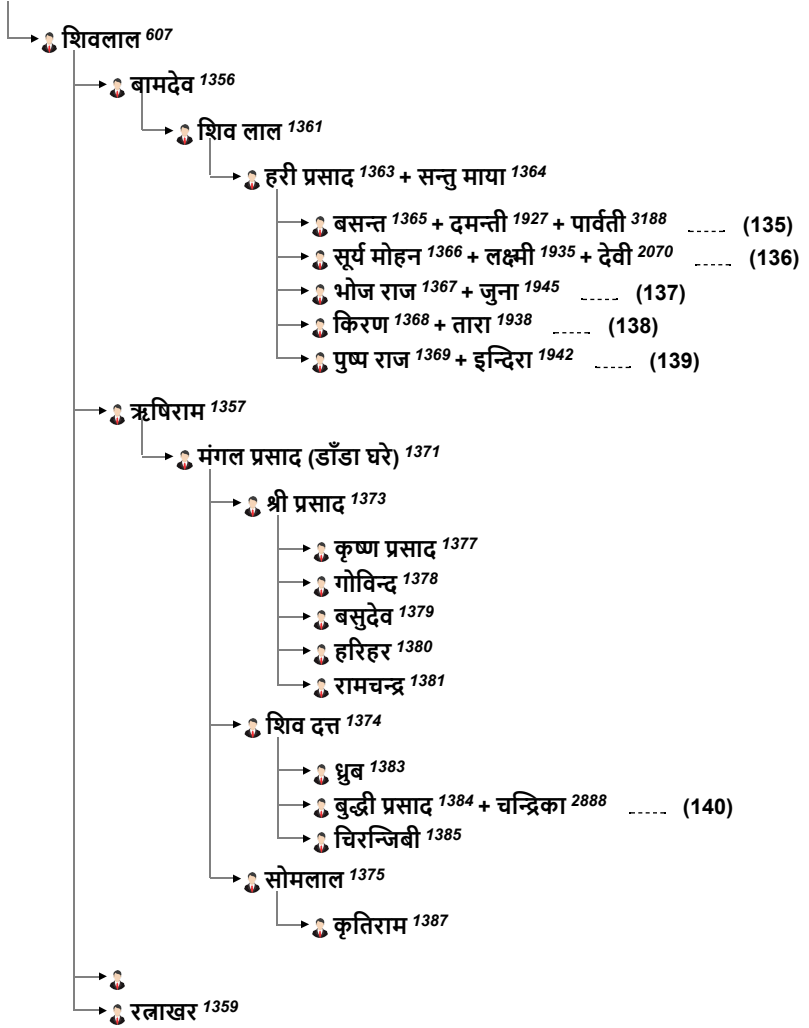 शिवलाल 607
बामदेव 1356
शिव लाल 1361
हरी प्रसाद 1363 + सन्तु माया 1364
बसन्त 1365 + दमन्ती 1927 + पार्वती 3188 ...... (135)
सूर्य मोहन 1366 + लक्ष्मी 1935 + देवी 2070 ...... (136)
भोज राज 1367 + जुना 1945 ...... (137)
किरण 1368 + तारा 1938 ...... (138)
पुष्प राज 1369 + इन्दिरा 1942 ...... (139)
ऋषिराम 1357
मंगल प्रसाद (डाँडा घरे) 1371
श्री प्रसाद 1373
कृष्ण प्रसाद 1377
गोविन्द 1378
बसुदेव 1379
हरिहर 1380
रामचन्द्र 1381
शिव दत्त 1374
ध्रुब 1383
बुद्धी प्रसाद 1384 + चन्द्रिका 2888 ...... (140)
चिरन्जिबी 1385
सोमलाल 1375
कृतिराम 1387
रत्नाखर 1359